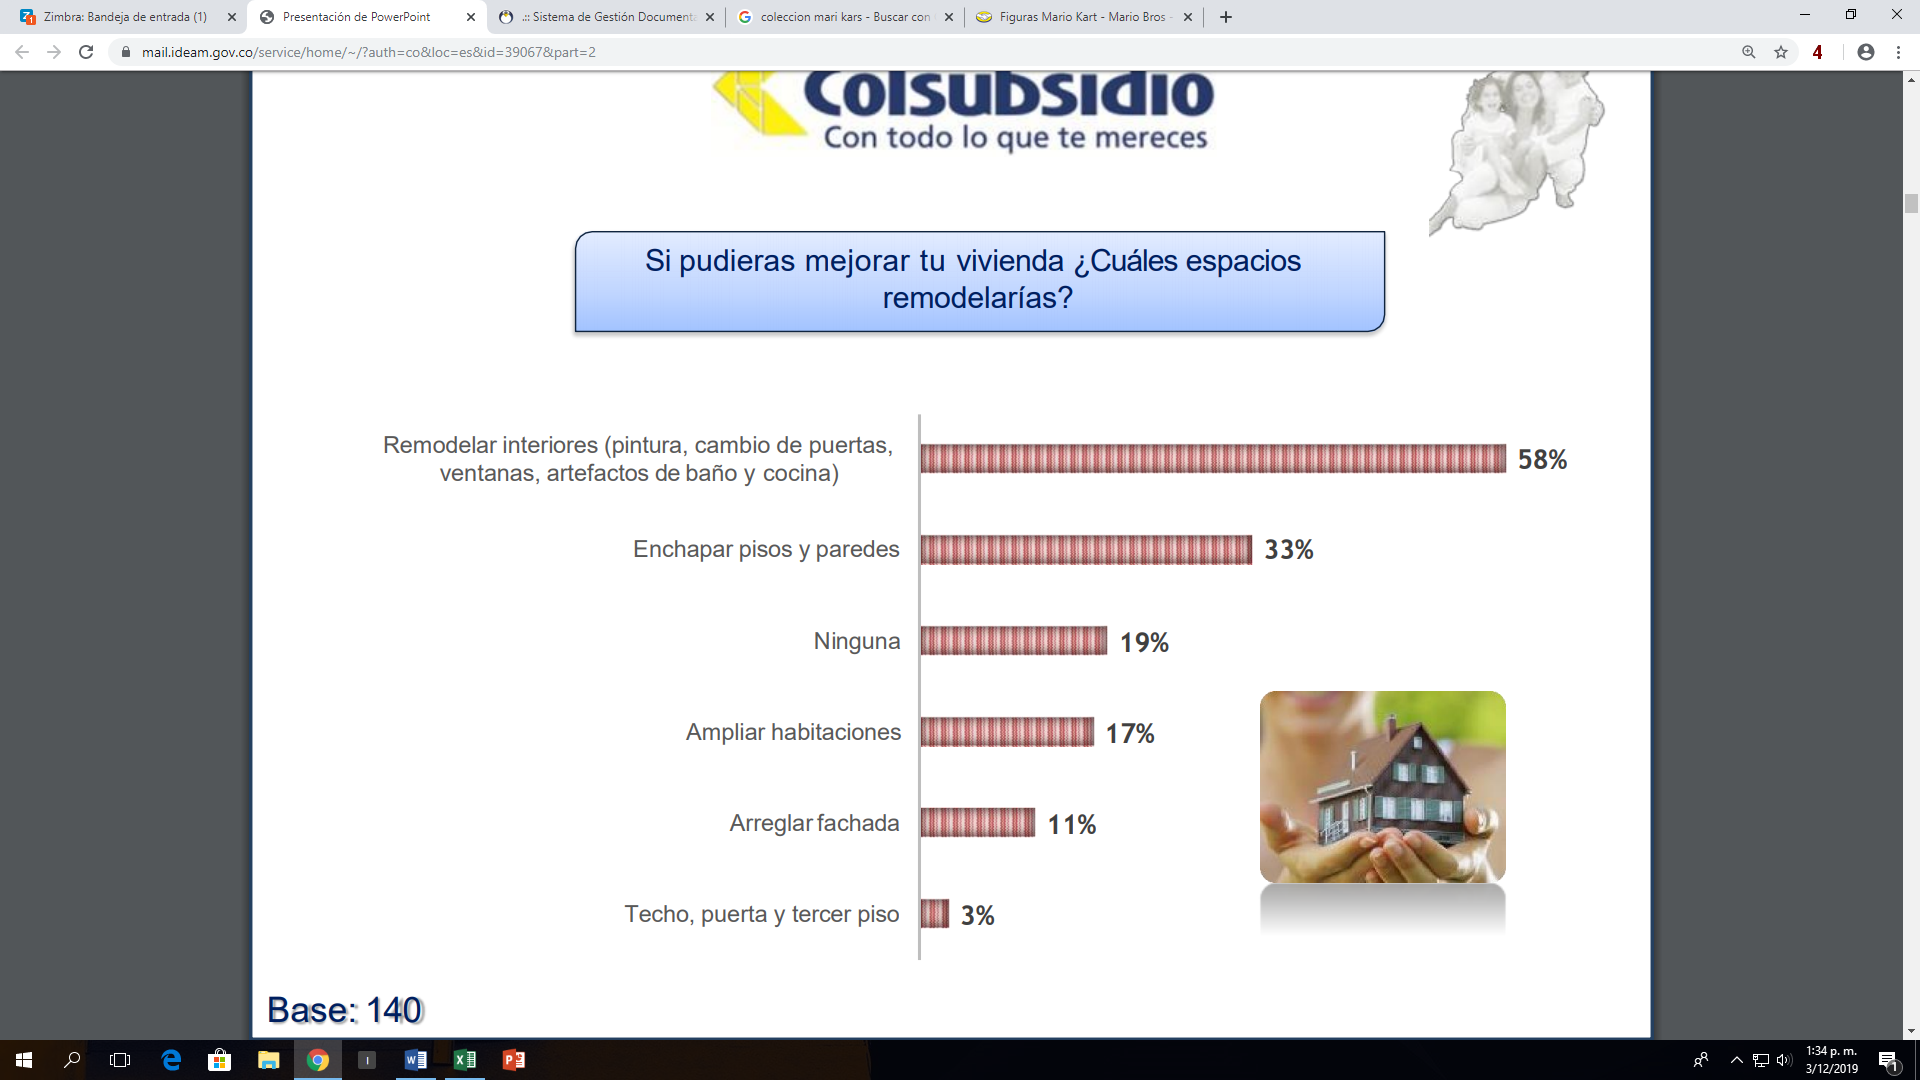 Zimbra: Bandeja de entrada (1)
Presentación de PowerPoint
.:: Sistema de Gestión Documenta
coleccion mari kars - Buscar con
Figuras Mario Kart - Mario Bros -
mail.ideam.gov.co/service/home/~/?auth=co&loc=es&id=39067&part=2
4
Colsubsidio
Con todo lo que te mereces
Si pudieras mejorar tu vivienda ¿Cuáles espacios
remodelarías?
Remodelar interiores (pintura, cambio de puertas,
ventanas, artefactos de baño y cocina)
58%
Enchapar pisos y paredes
33%
Ninguna
19%
Ampliar habitaciones
17%
Arreglar fachada
11%
Techo, puerta y tercer piso
3%
Base: 140
1:34 p. m.
3/12/2019
1